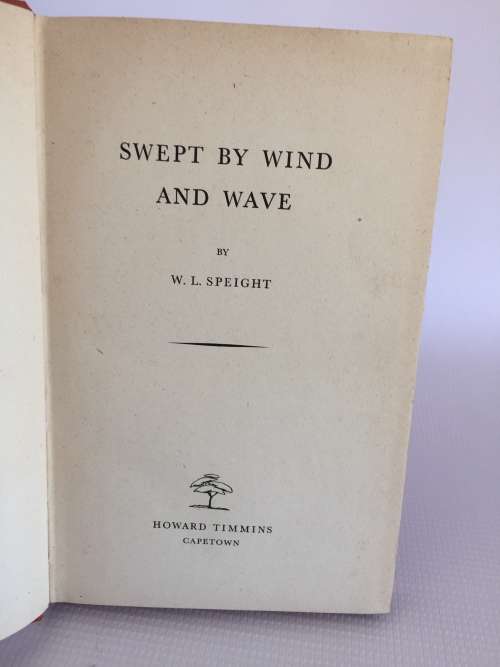 SWEPT BY WIND
AND WAVE
BY
W. L. SPEIGHT
HOWARD TIMMINS
CAPETOWN